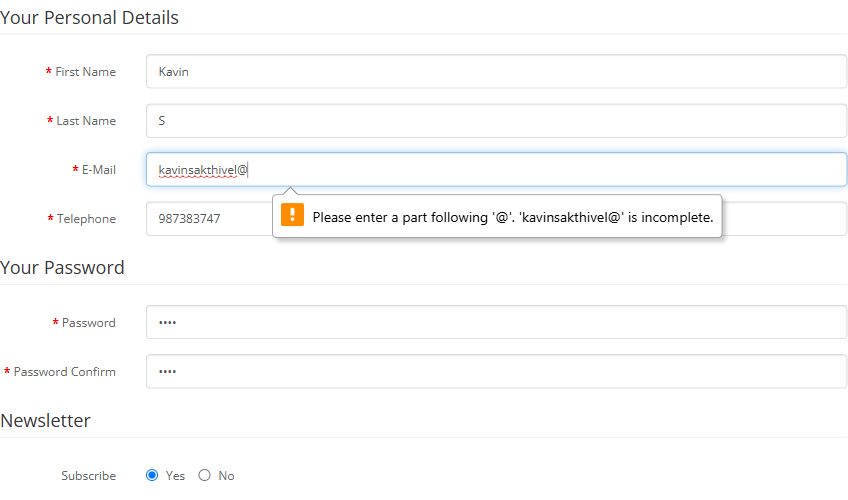 Your Personal Details
* First Name Kavin
* Last Name S
* E-Mail kavinsakthivel@
! Please enter a part following '@'. 'kavinsakthivel@' is incomplete.
* Telephone 987383747
Your Password
* Password ••••
* Password Confirm ••••
Newsletter
Subscribe Yes No